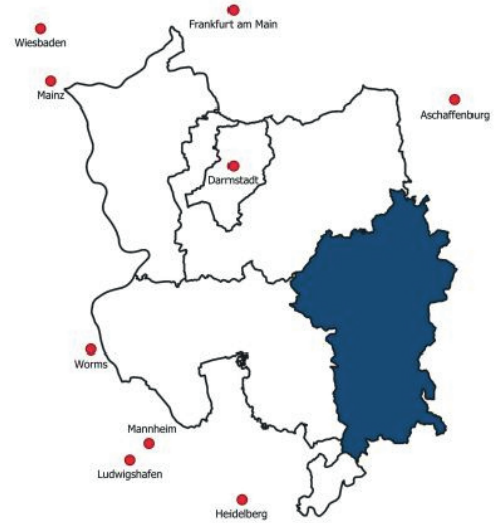 Frankfurt am Main
Wiesbaden
Mainz
Aschaffenburg
Darmstadt
Worms
Mannheim
Ludwigshafen
Heidelberg